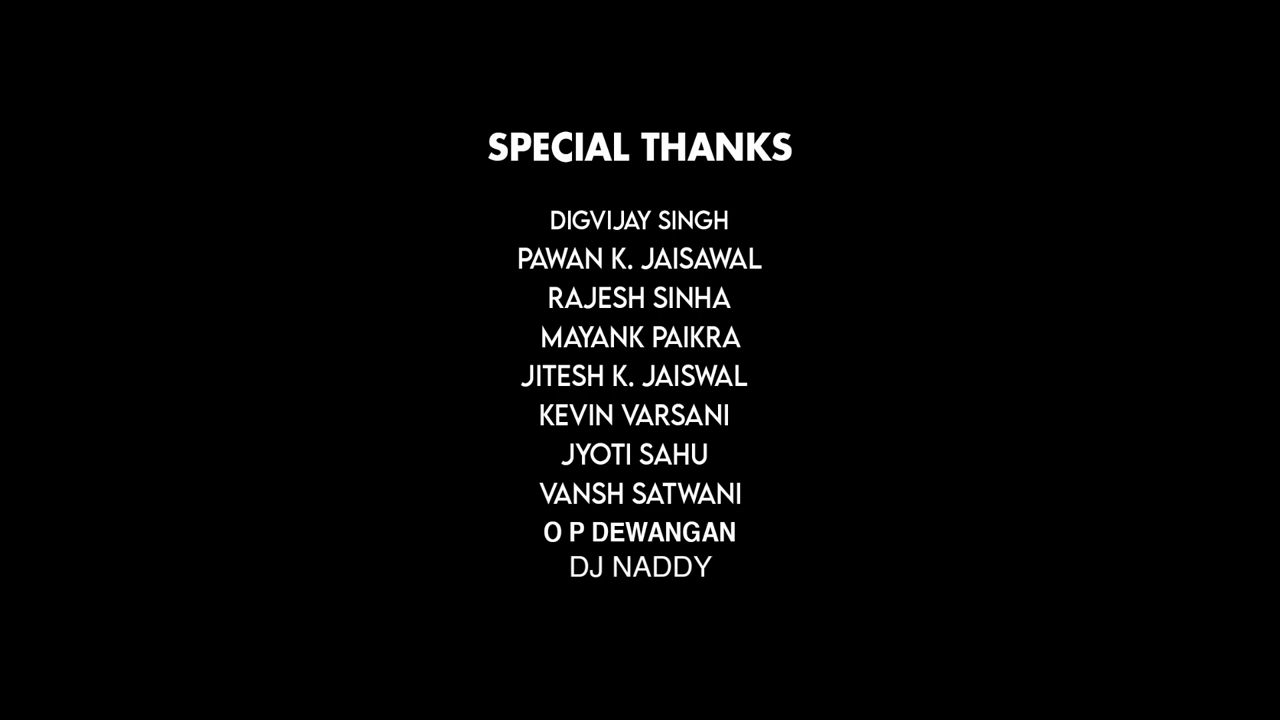 SPECIAL THANKS
DIGVIJAY SINGH
PAWAN K. JAISAWAL
RAJESH SINHA
MAYANK PAIKRA
JITESH K. JAISWAL
KEVIN VARSANI
JYOTI SAHU
VANSH SATWANI
O P DEWANGAN
DJ NADDY